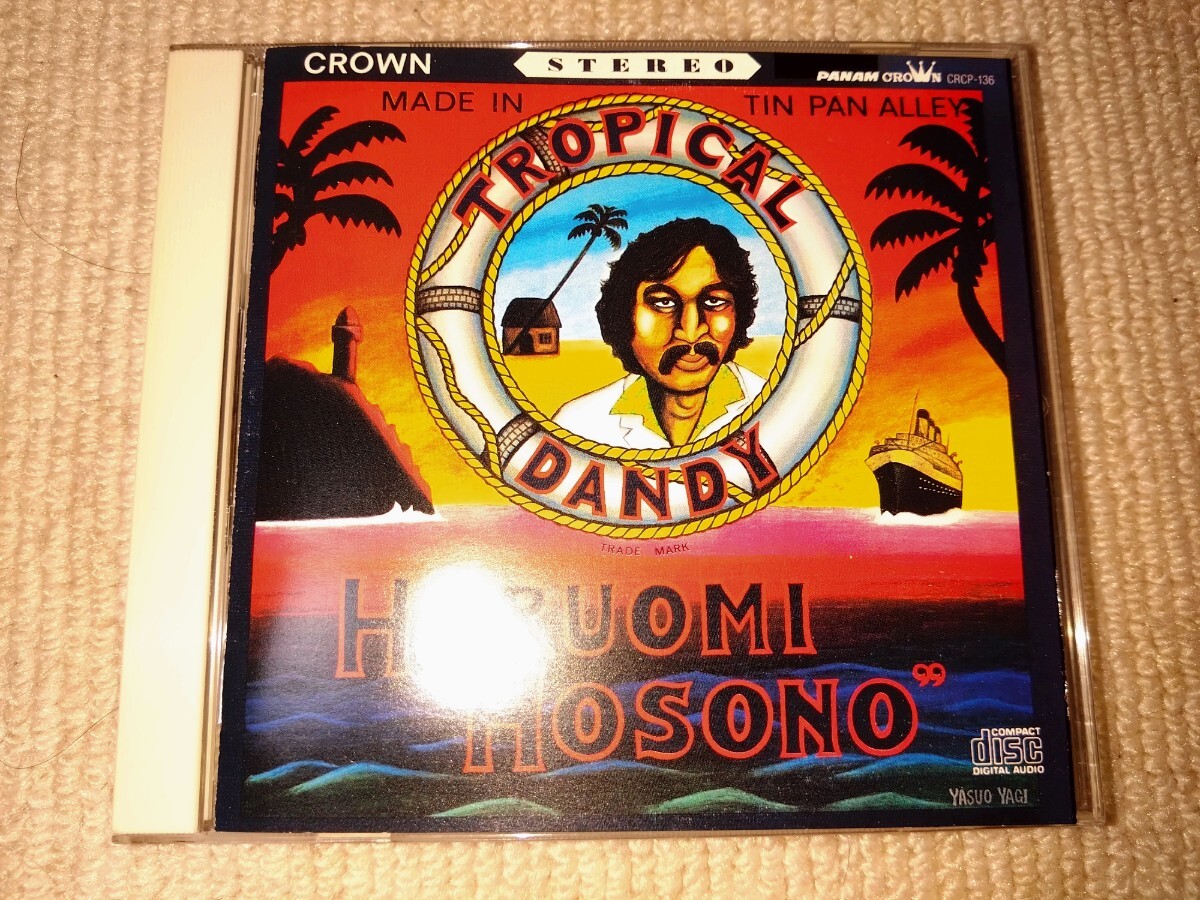 CROWN
STEREO
PANAM CROWN CRCP-136
MADE IN TIN PAN ALLEY
TROPICAL
DANDY
TRADE MARK
HOSONO"
COMPACT
disc
DIGITAL AUDIO
YASUO YAGI